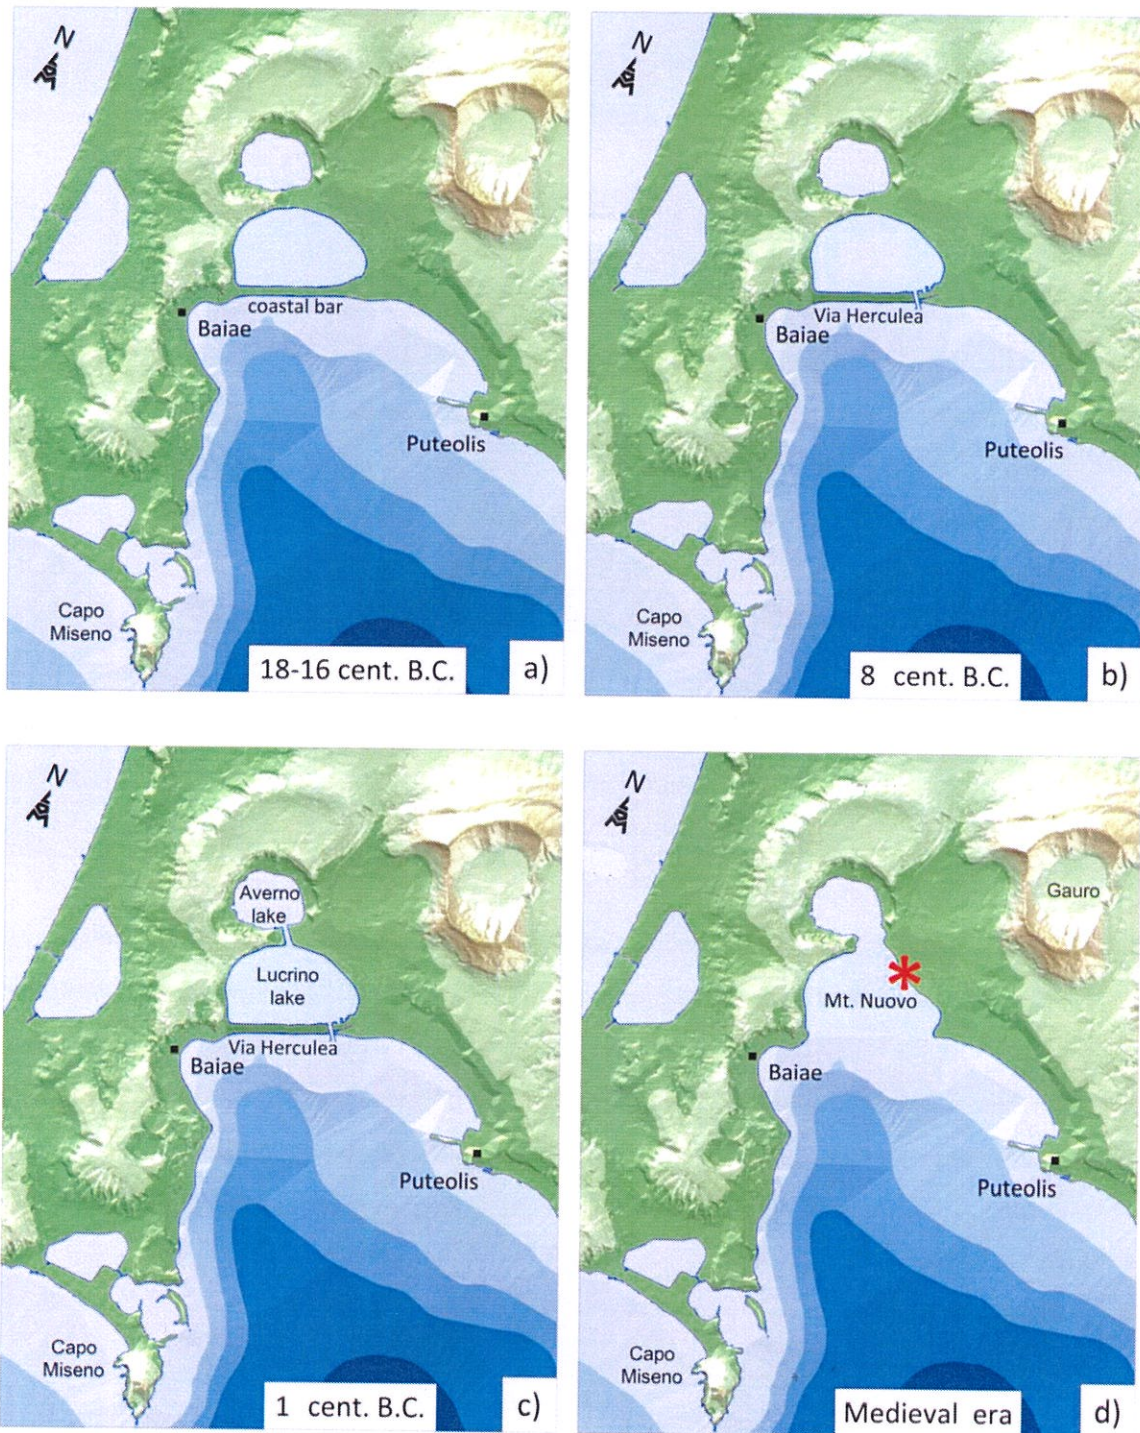 N
coastal bar
Baiae
Puteolis
Capo
Miseno
18-16 cent. B.C.
a)
N
Via Herculea
Baiae
Puteolis
Capo
Miseno
8 cent. B.C.
b)
N
Averno
lake
Lucrino
lake
Via Herculea
Baiae
Puteolis
Capo
Miseno
1 cent. B.C.
c)
N
Gauro
Mt. Nuovo
Baiae
Puteolis
Capo
Miseno
Medieval era
d)